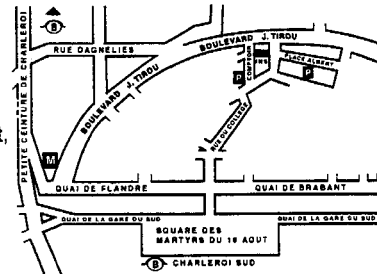 B
RUE DAGNELIES
BOULEVARD J. TIROU
BOULEVARD J. TIROU
PETITE CEINTURE DE CHARLEROI
COMPTOIR
PLACE ALBERT
P
P
RUE DU COLLEGE
M
QUAI DE FLANDRE
QUAI DE BRABANT
QUAI DE LA GARE DU SUD
QUAI DE LA GARE DU SUD
SQUARE DES
MARTYRS DU 18 AOUT
B CHARLEROI SUD